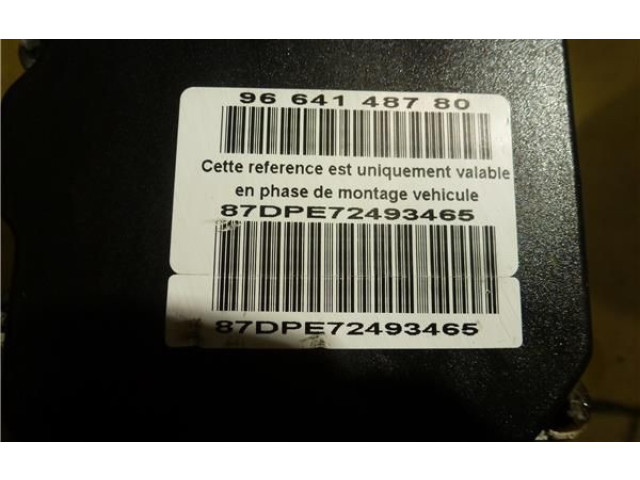 96 641 487 80
Cette reference est uniquement valable
en phase de montage vehicule
87DPE72493465
87DPE72493465